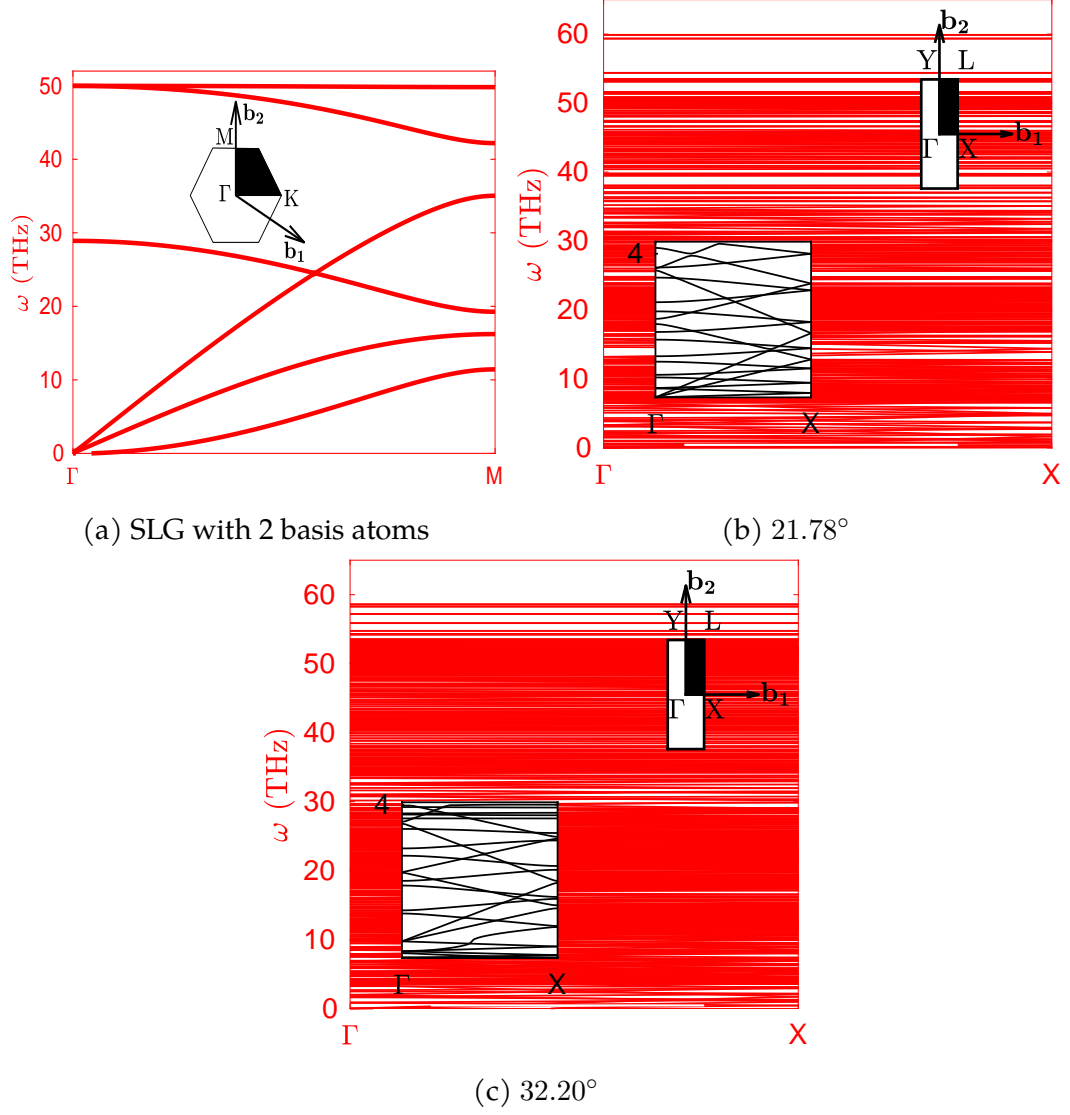 50
40
30
20
10
0
ω (THz)
Γ
M
b₂
M
Γ
K
b₁
(a) SLG with 2 basis atoms
60
50
40
30
20
10
0
ω (THz)
Γ
X
b₂
Y L
Γ X
b₁
4
Γ X
(b) 21.78°
60
50
40
30
20
10
0
ω (THz)
Γ
X
b₂
Y L
Γ X
b₁
4
Γ X
(c) 32.20°